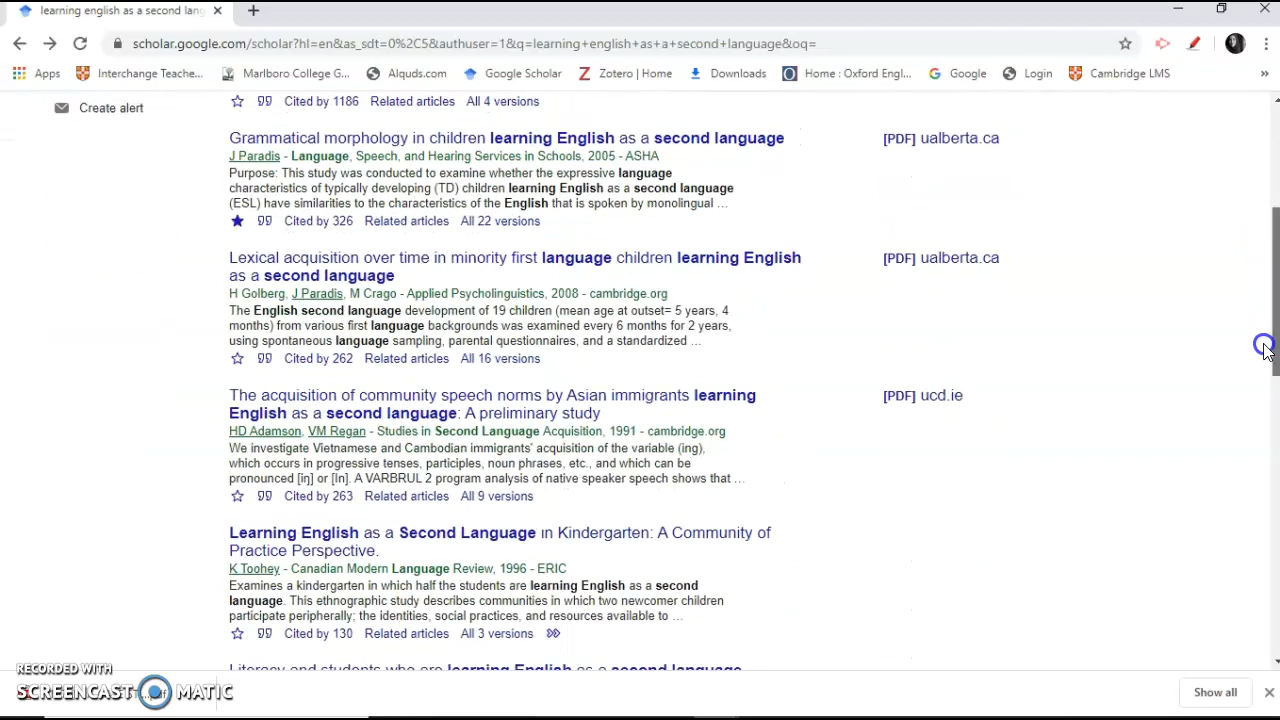 learning english as a second lang
scholar.google.com/scholar?hl=en&as_sdt=0%2C5&authuser=1&q=learning+english+as+a+second+language&oq=
Apps Interchange Teache... Marlboro College G... Alquds.com Google Scholar Zotero | Home Downloads Home : Oxford Engl... Google Login Cambridge LMS »
Create alert
Cited by 1186 Related articles All 4 versions
Grammatical morphology in children learning English as a second language
[PDF] ualberta.ca
J Paradis - Language, Speech, and Hearing Services in Schools, 2005 - ASHA
Purpose: This study was conducted to examine whether the expressive language
characteristics of typically developing (TD) children learning English as a second language
(ESL) have similarities to the characteristics of the English that is spoken by monolingual ...
Cited by 326 Related articles All 22 versions
Lexical acquisition over time in minority first language children learning English
as a second language
[PDF] ualberta.ca
H Golberg, J Paradis, M Crago - Applied Psycholinguistics, 2008 - cambridge.org
The English second language development of 19 children (mean age at outset= 5 years, 4
months) from various first language backgrounds was examined every 6 months for 2 years,
using spontaneous language sampling, parental questionnaires, and a standardized ...
Cited by 262 Related articles All 16 versions
The acquisition of community speech norms by Asian immigrants learning
English as a second language: A preliminary study
[PDF] ucd.ie
HD Adamson, VM Regan - Studies in Second Language Acquisition, 1991 - cambridge.org
We investigate Vietnamese and Cambodian immigrants' acquisition of the variable (ing),
which occurs in progressive tenses, participles, noun phrases, etc., and which can be
pronounced [iŋ] or [In]. A VARBRUL 2 program analysis of native speaker speech shows that ...
Cited by 263 Related articles All 9 versions
Learning English as a Second Language in Kindergarten: A Community of
Practice Perspective.
K Toohey - Canadian Modern Language Review, 1996 - ERIC
Examines a kindergarten in which half the students are learning English as a second
language. This ethnographic study describes communities in which two newcomer children
participate peripherally; the identities, social practices, and resources available to ...
Cited by 130 Related articles All 3 versions
Literacy and students who are learning English as a second language
RECORDED WITH
SCREENCAST MATIC
Show all